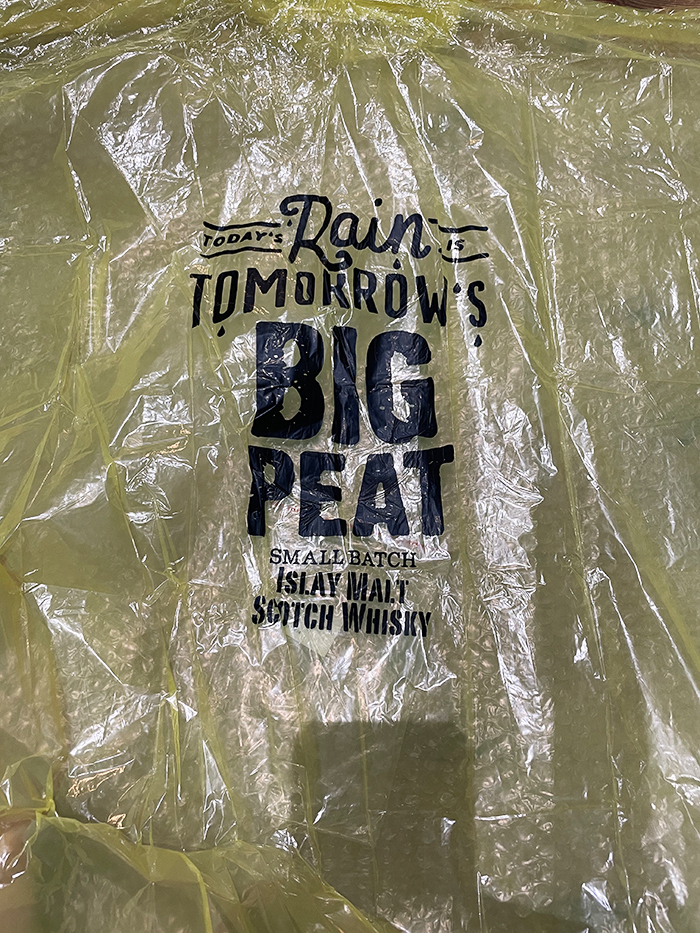 TODAY'S Rain IS
TOMORROW'S
BIG
PEAT
SMALL BATCH
ISLAY MALT
SCOTCH WHISKY